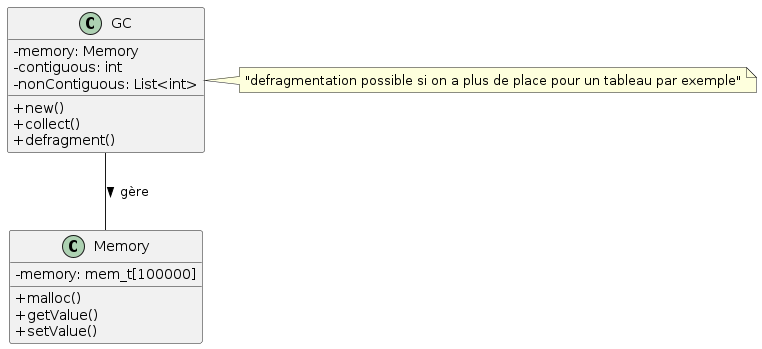 C GC
-memory: Memory
-contiguous: int
-nonContiguous: List<int>
+new()
+collect()
+defragment()
"defragmentation possible si on a plus de place pour un tableau par exemple"
gère
C Memory
-memory: mem_t[100000]
+malloc()
+getValue()
+setValue()